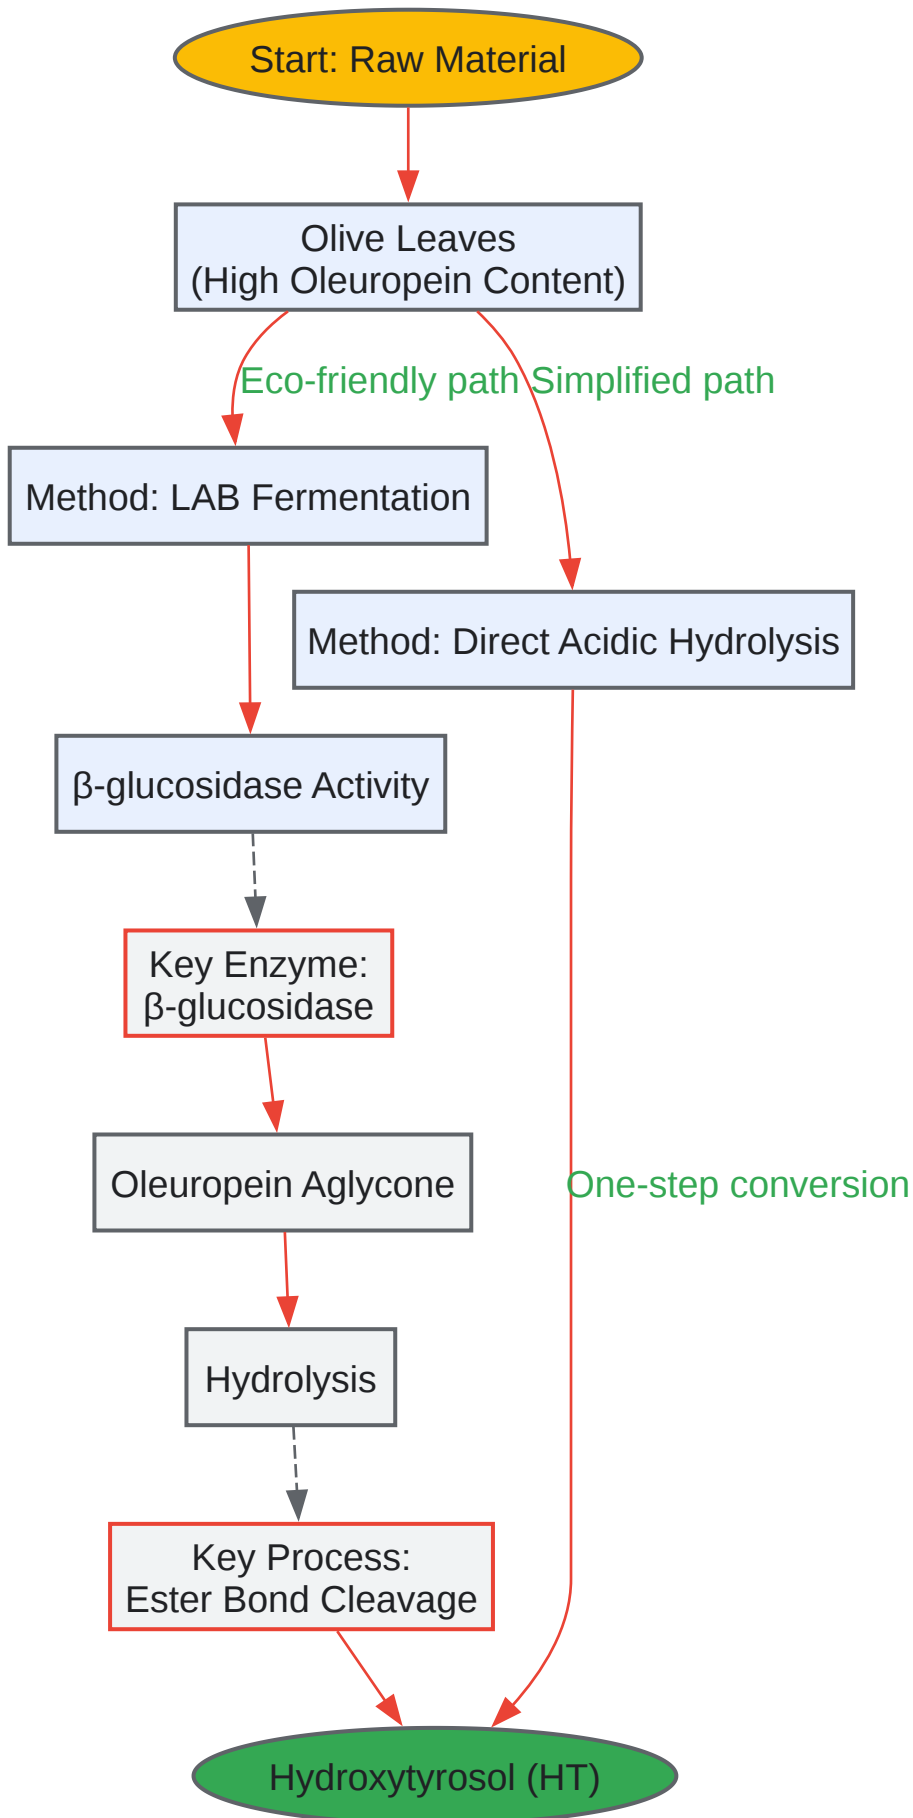 Start: Raw Material
Olive Leaves
(High Oleuropein Content)
Eco-friendly path
Simplified path
Method: LAB Fermentation
Method: Direct Acidic Hydrolysis
β-glucosidase Activity
Key Enzyme:
β-glucosidase
Oleuropein Aglycone
One-step conversion
Hydrolysis
Key Process:
Ester Bond Cleavage
Hydroxytyrosol (HT)